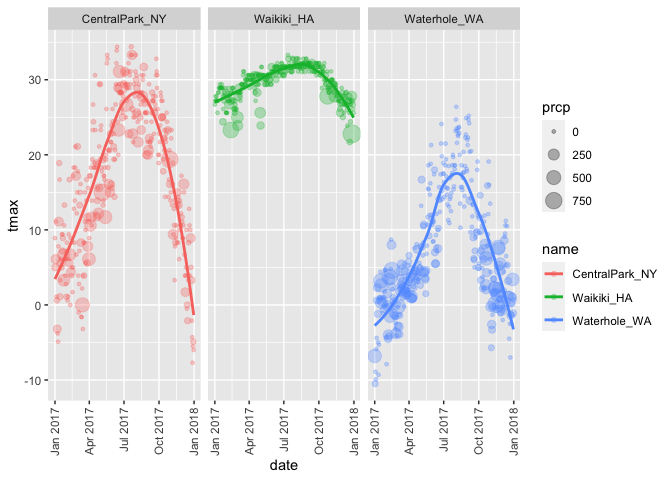 CentralPark_NY Waikiki_HA Waterhole_WA
tmax
30
20
10
0
-10
Jan 2017 Apr 2017 Jul 2017 Oct 2017 Jan 2018 Jan 2017 Apr 2017 Jul 2017 Oct 2017 Jan 2018 Jan 2017 Apr 2017 Jul 2017 Oct 2017 Jan 2018
date
prcp
0
250
500
750
name
CentralPark_NY
Waikiki_HA
Waterhole_WA